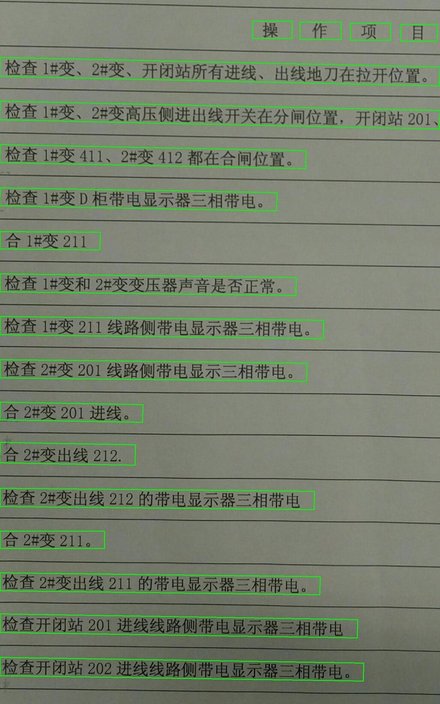 操 作 项 目
检查 1#变、2#变、开闭站所有进线、出线地刀在拉开位置。
检查 1#变、2#变高压侧进出线开关在分闸位置，开闭站 201、
检查 1#变 411、2#变 412 都在合闸位置。
检查 1#变 D 柜带电显示器三相带电。
合 1#变 211
检查 1#变和 2#变变压器声音是否正常。
检查 1#变 211 线路侧带电显示器三相带电。
检查 2#变 201 线路侧带电显示三相带电。
合 2#变 201 进线。
合 2#变出线 212.
检查 2#变出线 212 的带电显示器三相带电
合 2#变 211。
检查 2#变出线 211 的带电显示器三相带电。
检查开闭站 201 进线线路侧带电显示器三相带电
检查开闭站 202 进线线路侧带电显示器三相带电。